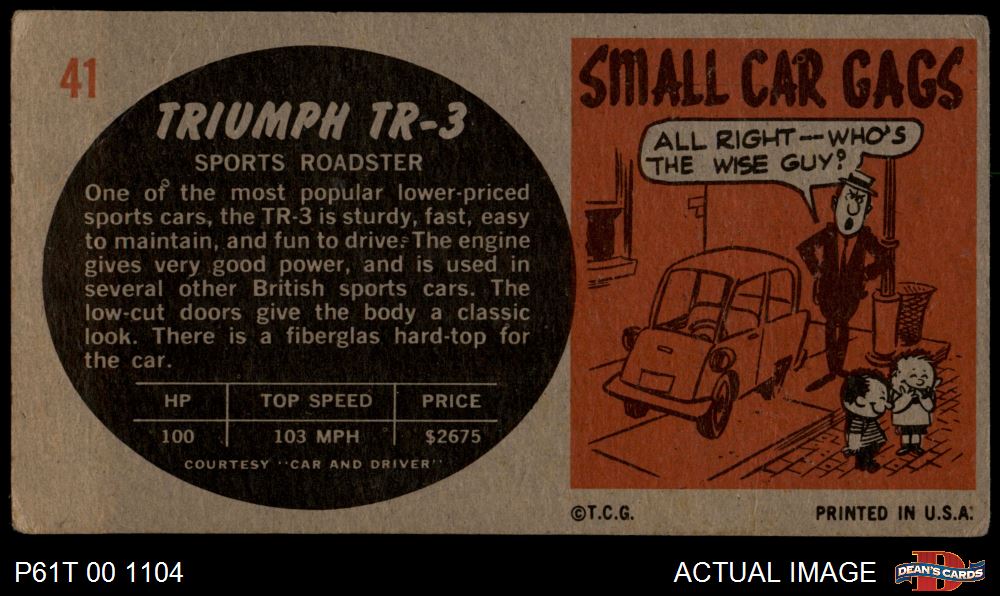 41
TRIUMPH TR-3
SPORTS ROADSTER
One of the most popular lower-priced
sports cars, the TR-3 is sturdy, fast, easy
to maintain, and fun to drive. The engine
gives very good power, and is used in
several other British sports cars. The
low-cut doors give the body a classic
look. There is a fiberglas hard-top for
the car.
HP TOP SPEED PRICE
100 103 MPH $2675
COURTESY "CAR AND DRIVER"
SMALL CAR GAGS
ALL RIGHT—WHO'S
THE WISE GUY?
©T.C.G. PRINTED IN U.S.A.
P61T 00 1104 ACTUAL IMAGE
D
DEAN'S CARDS